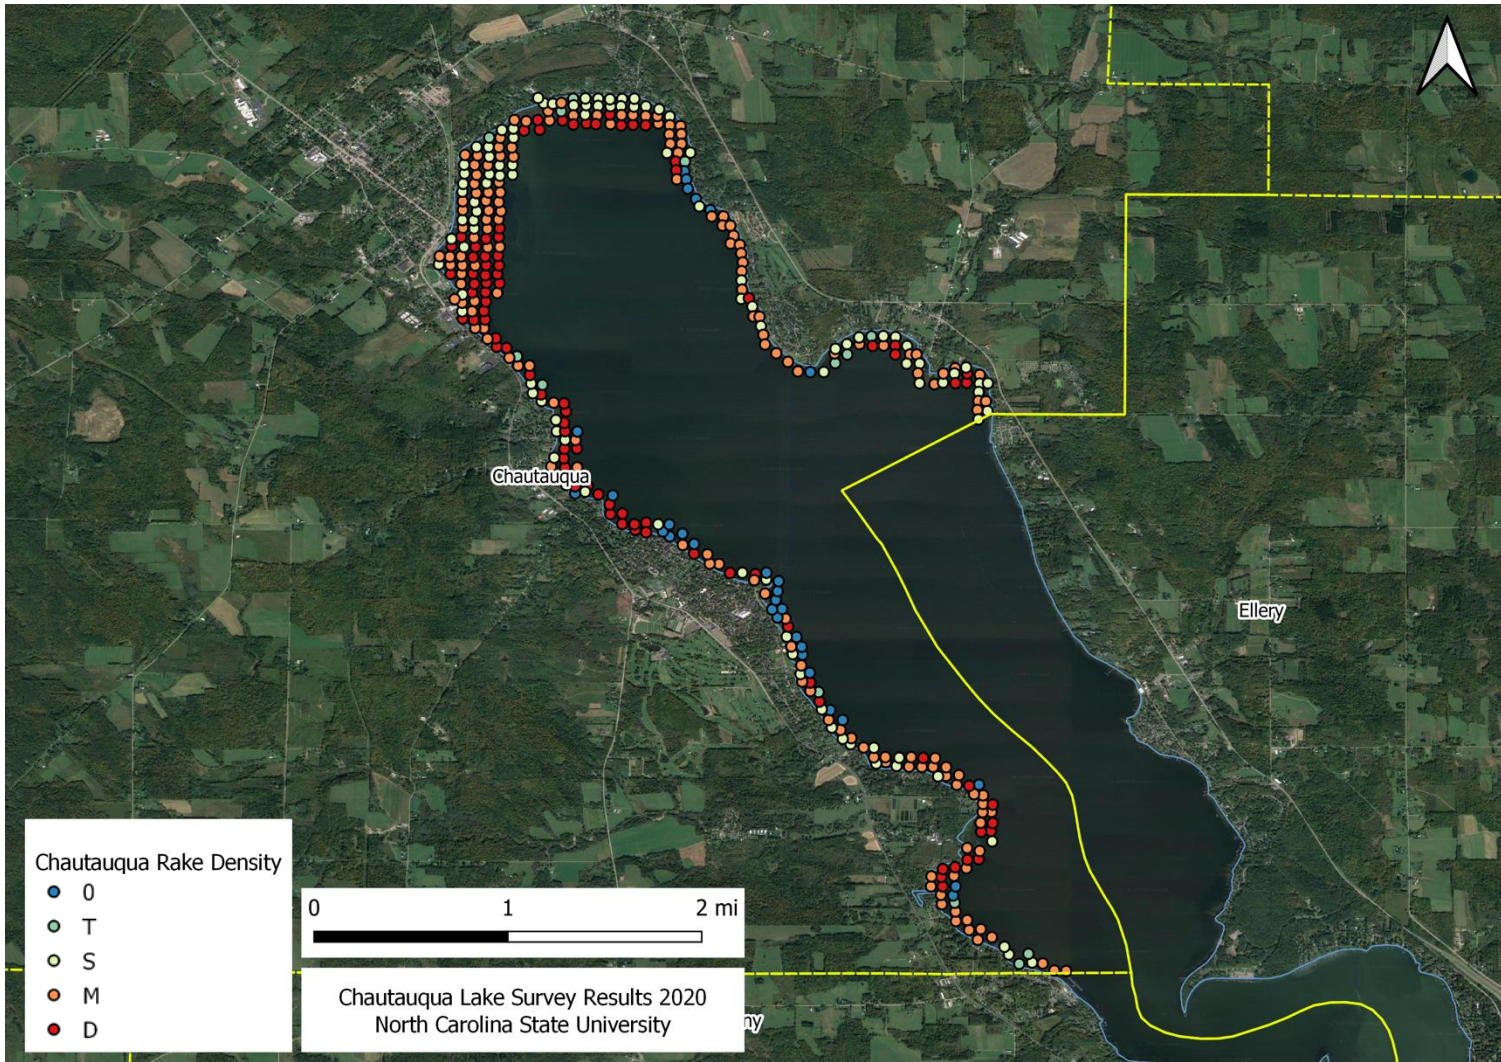 Chautauqua
Ellery
Chautauqua Rake Density
0
T
S
M
D
0 1 2 mi
Chautauqua Lake Survey Results 2020
North Carolina State University
ny